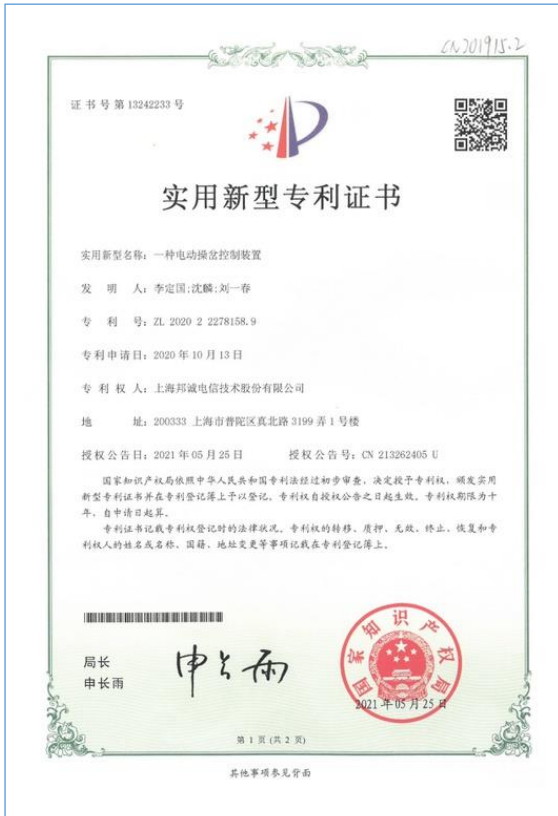 CN201915.2
证书号第13242233号
实用新型专利证书
实用新型名称：一种电动操岔控制装置
发 明 人：李定国;沈麟;刘一春
专 利 号：ZL 2020 2 2278158.9
专利申请日：2020年10月13日
专 利 权 人：上海邦诚电信技术股份有限公司
地 址：200333 上海市普陀区真北路3199弄1号楼
授权公告日：2021年05月25日 授权公告号：CN 213262405 U
国家知识产权局依照中华人民共和国专利法经过初步审查，决定授予专利权，颁发实用
新型专利证书并在专利登记簿上予以登记。专利权自授权公告之日起生效。专利权期限为十
年，自申请日起算。
专利证书记载专利权登记时的法律状况。专利权的转移、质押、无效、终止、恢复和专
利权人的姓名或名称、国籍、地址变更等事项记载在专利登记簿上。
局长
申长雨
申长雨
国家知识产权局
2021年05月25日
第1页(共2页)
其他事项参见背面